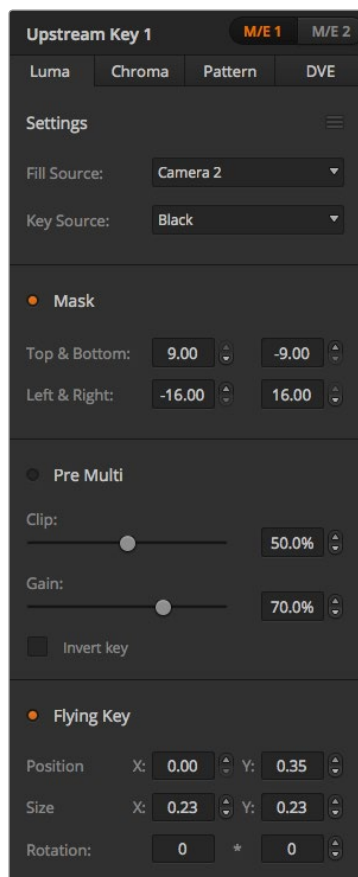 Upstream Key 1 M/E 1 M/E 2
Luma Chroma Pattern DVE
Settings
Fill Source: Camera 2
Key Source: Black
Mask
Top & Bottom: 9.00 -9.00
Left & Right: -16.00 16.00
Pre Multi
Clip:
50.0%
Gain:
70.0%
Invert key
Flying Key
Position X: 0.00 Y: 0.35
Size X: 0.23 Y: 0.23
Rotation: 0 * 0